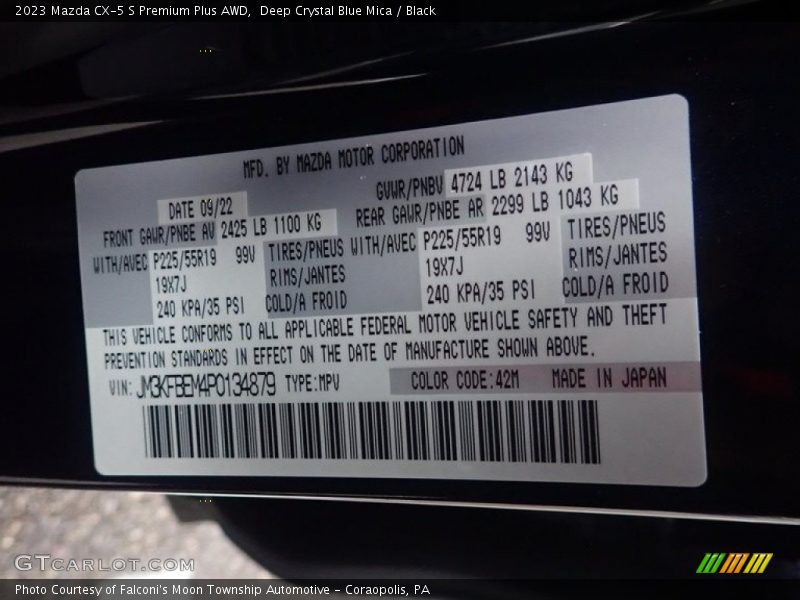 2023 Mazda CX-5 S Premium Plus AWD,  Deep Crystal Blue Mica / Black
MFD. BY MAZDA MOTOR CORPORATION
DATE 09/22 GVWR/PNBV 4724 LB 2143 KG
FRONT GAWR/PNBE AV 2425 LB 1100 KG REAR GAWR/PNBE AR 2299 LB 1043 KG
WITH/AVEC P225/55R19 99V TIRES/PNEUS WITH/AVEC P225/55R19 99V TIRES/PNEUS
19X7J RIMS/JANTES 19X7J RIMS/JANTES
240 KPA/35 PSI COLD/A FROID 240 KPA/35 PSI COLD/A FROID
THIS VEHICLE CONFORMS TO ALL APPLICABLE FEDERAL MOTOR VEHICLE SAFETY AND THEFT
PREVENTION STANDARDS IN EFFECT ON THE DATE OF MANUFACTURE SHOWN ABOVE.
VIN: JM3KFBEM4P0134879 TYPE:MPV COLOR CODE:42M MADE IN JAPAN
GTCARLOT.COM
Photo Courtesy of Falconi's Moon Township Automotive - Coraopolis, PA